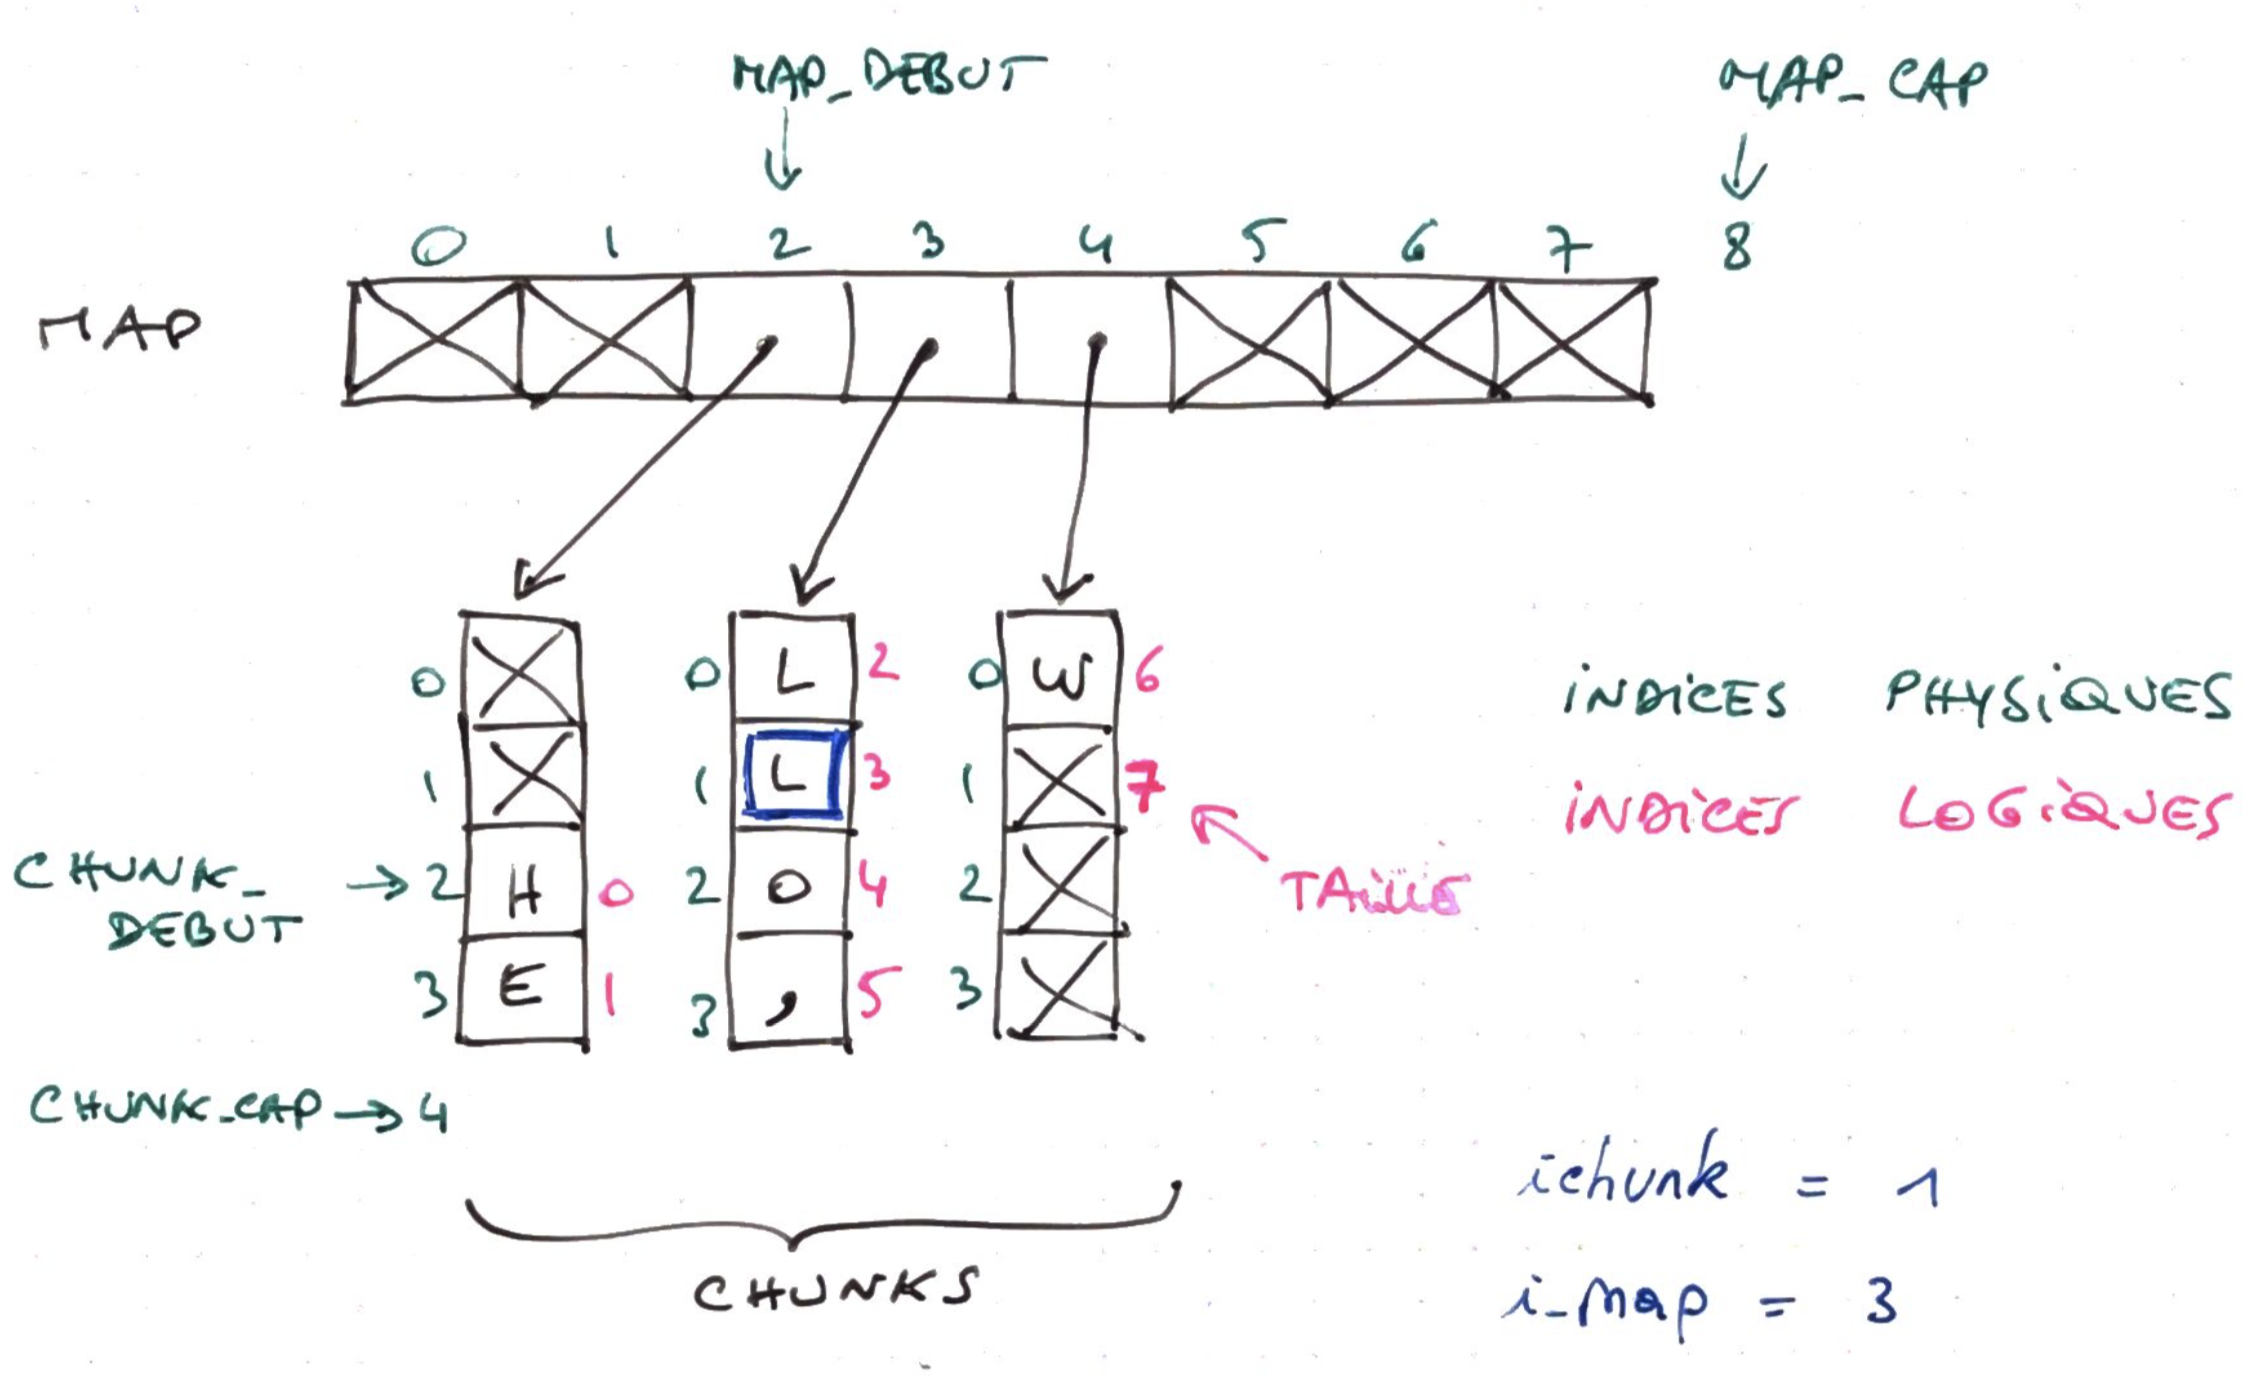 MAP_DEBUT
MAP_CAP
0 1 2 3 4 5 6 7 8
MAP
0 L 2 0 W 6
0
1 1 L 3 1 7
CHUNK_ → 2 H 0 2 O 4 2
DEBUT
3 E 1 3 , 5 3
CHUNK_CAP → 4
CHUNKS
TAILLE
INDICES PHYSIQUES
INDICES LOGIQUES
ichunk = 1
i_map = 3